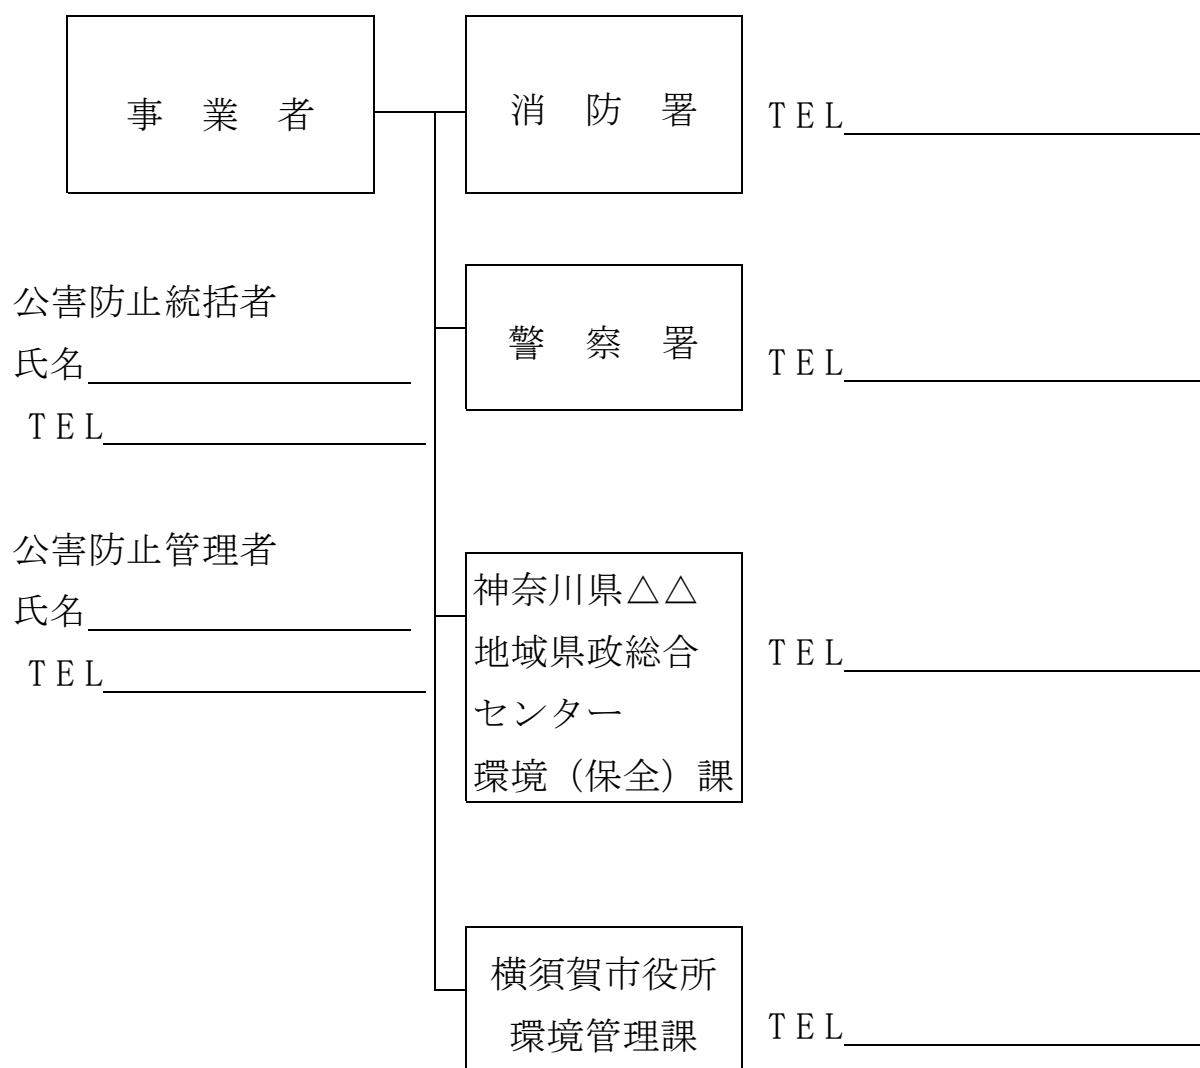 事　業　者
消　防　署
ＴＥＬ
公害防止統括者
氏名
ＴＥＬ
警　察　署
ＴＥＬ
公害防止管理者
氏名
ＴＥＬ
神奈川県△△
地域県政総合
センター
環境（保全）課
ＴＥＬ
横須賀市役所
環境管理課
ＴＥＬ